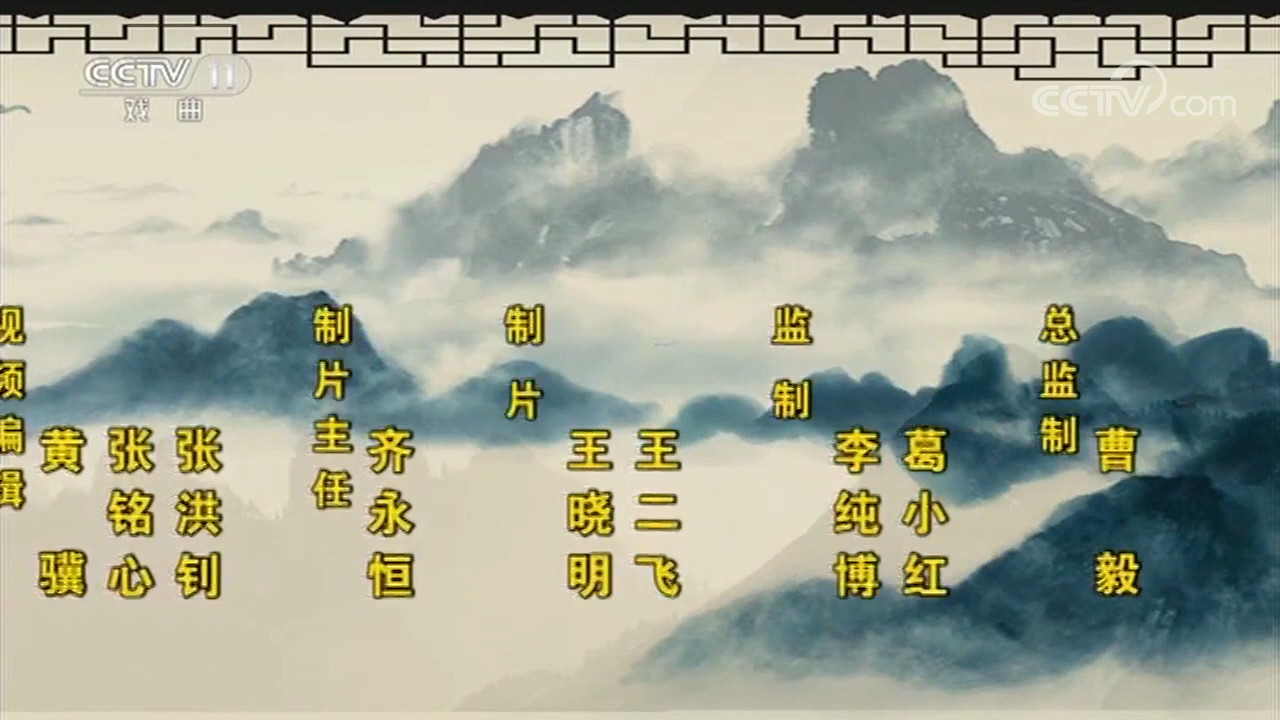 CCTV 11
戏曲
CCTV.com
视频编辑
黄骥
张铭心
张洪钊
制片主任
齐永恒
制片
王晓明
王二飞
监制
李纯博
葛小红
总监制
曹毅